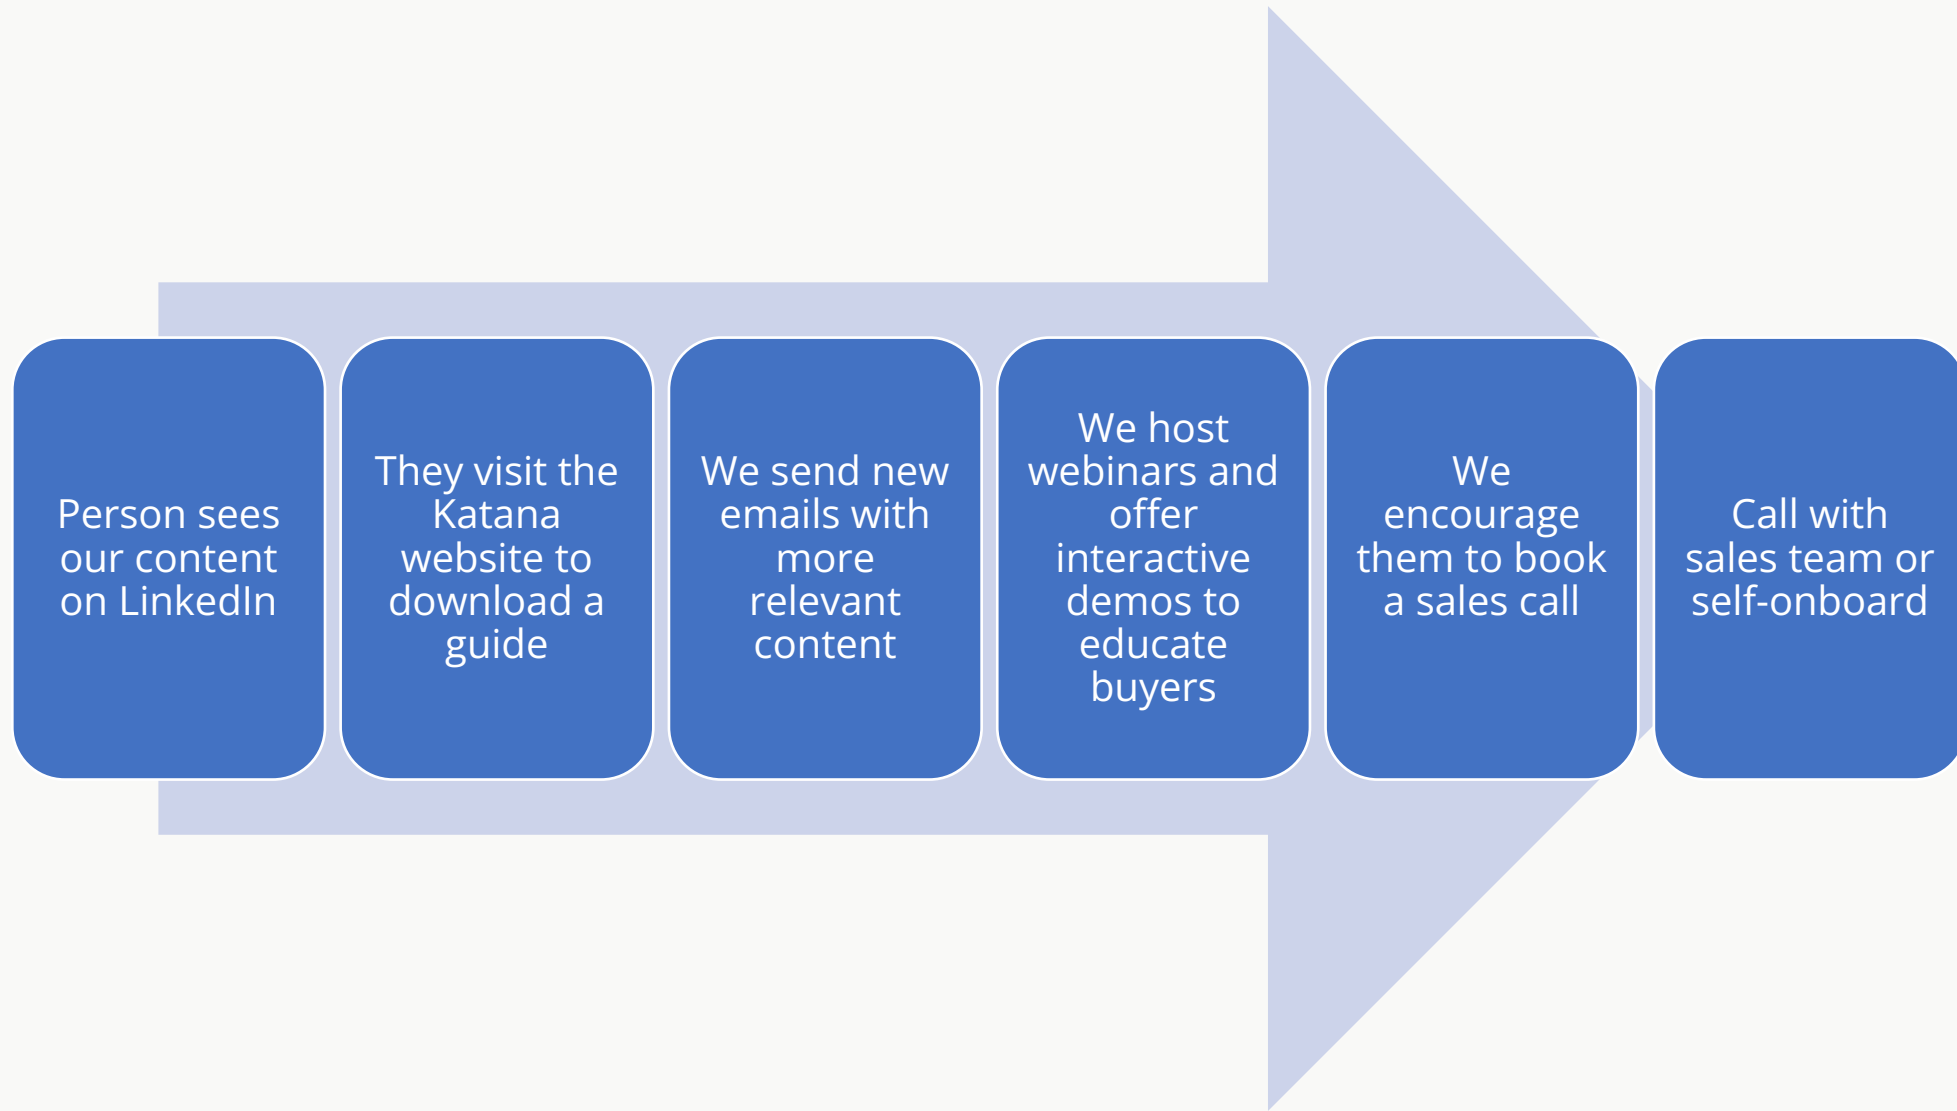 Person sees
our content
on LinkedIn
They visit the
Katana
website to
download a
guide
We send new
emails with
more
relevant
content
We host
webinars and
offer
interactive
demos to
educate
buyers
We
encourage
them to book
a sales call
Call with
sales team or
self-onboard